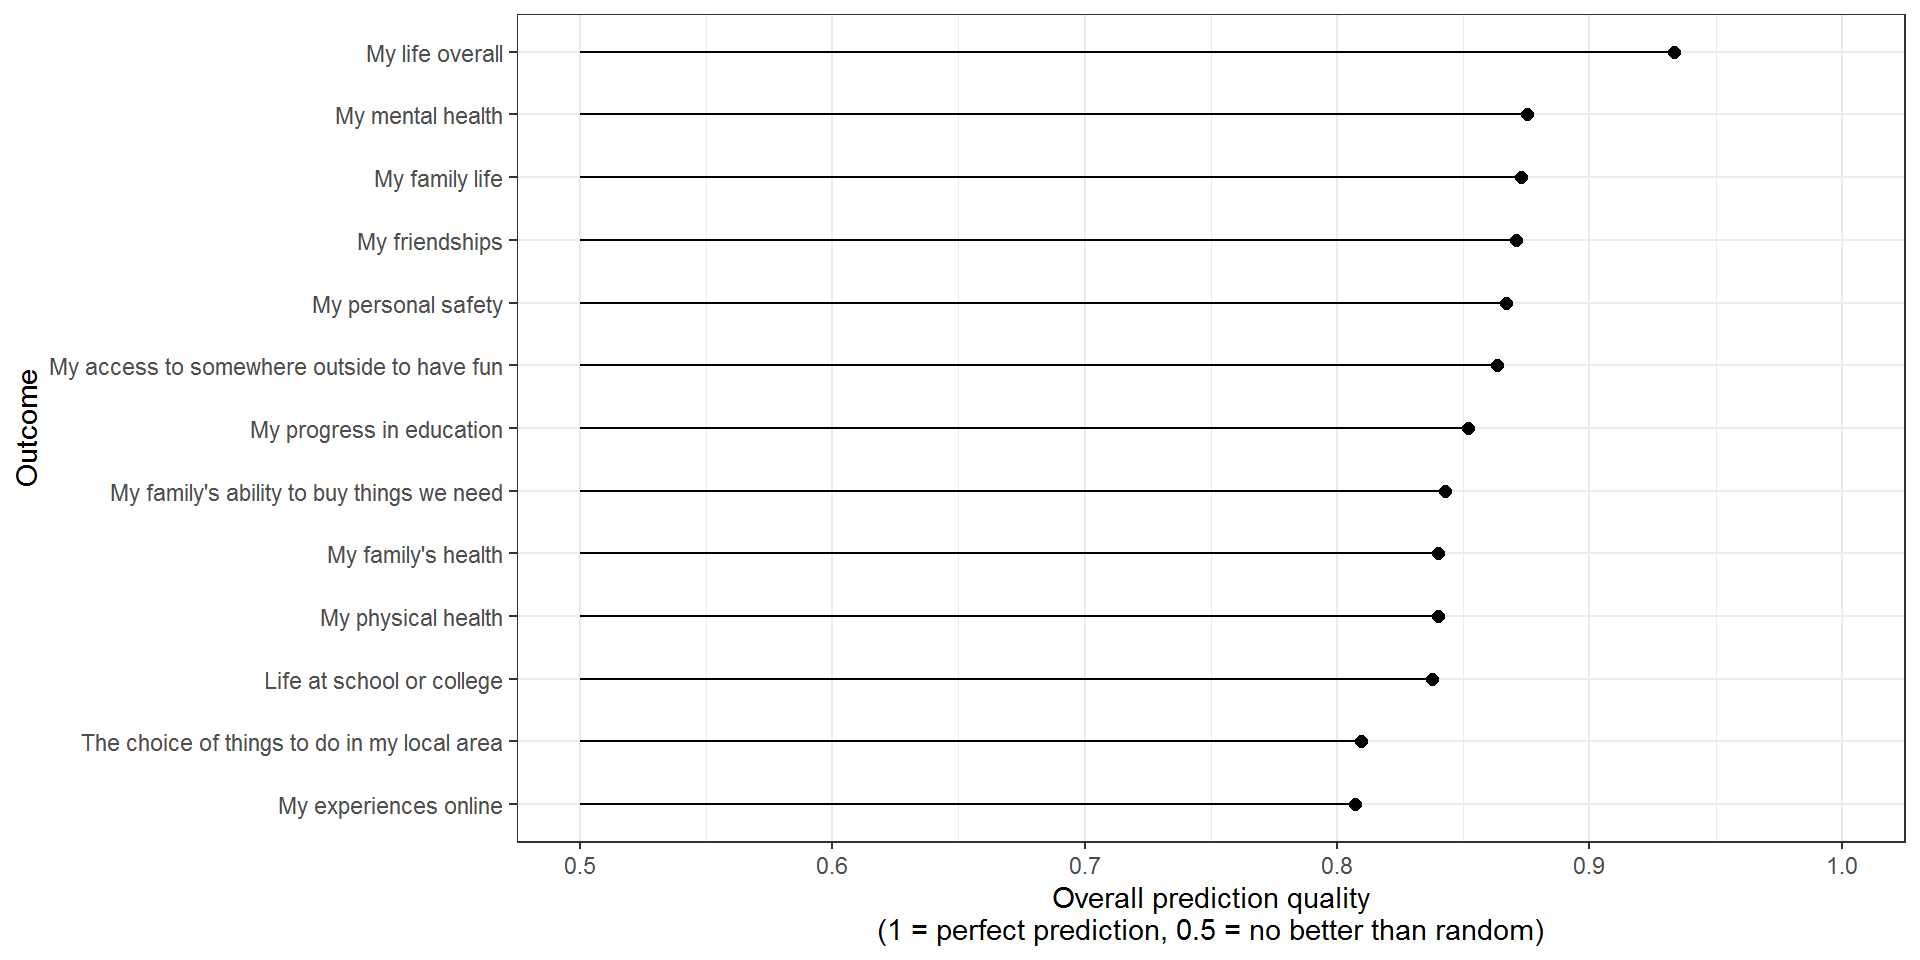 Outcome
My life overall
My mental health
My family life
My friendships
My personal safety
My access to somewhere outside to have fun
My progress in education
My family's ability to buy things we need
My family's health
My physical health
Life at school or college
The choice of things to do in my local area
My experiences online
0.5 0.6 0.7 0.8 0.9 1.0
Overall prediction quality
(1 = perfect prediction, 0.5 = no better than random)